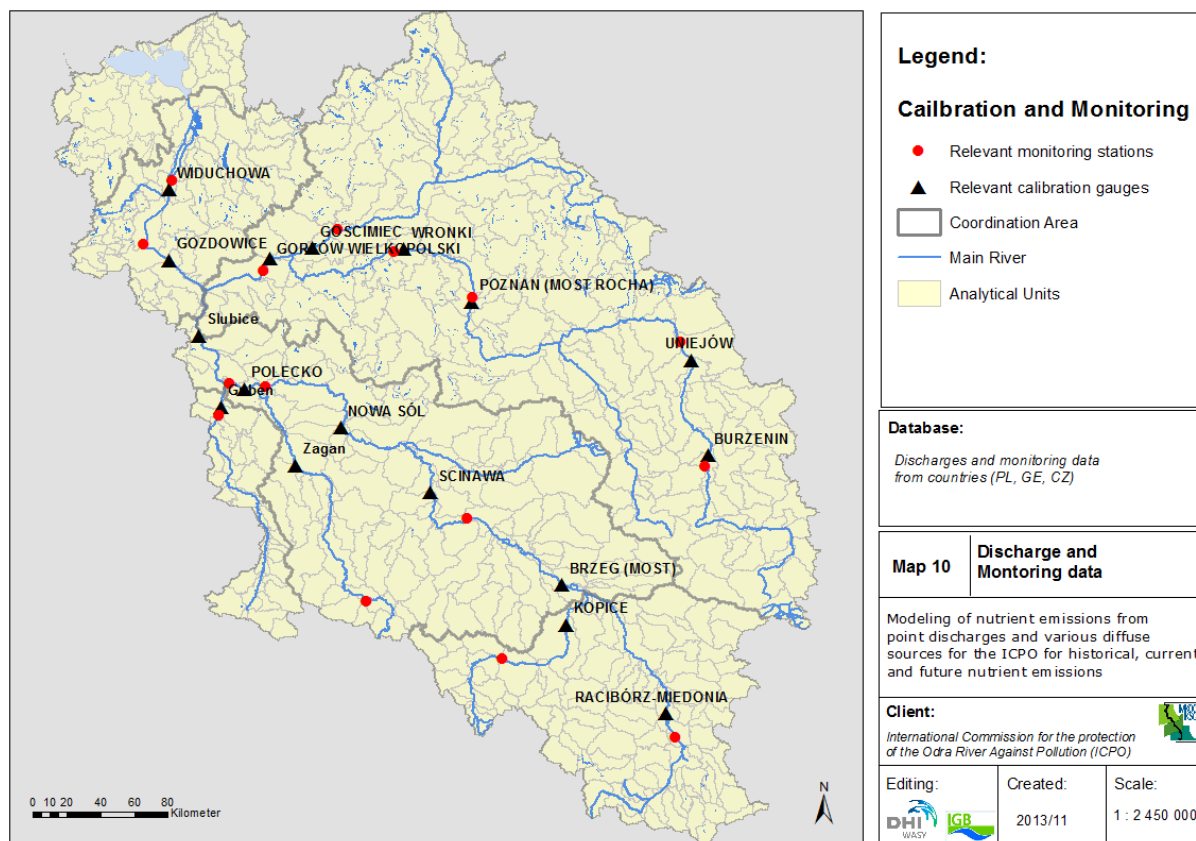 WIDUCHOWA
GOZDOWICE
GOSCIMIEC
WRONKI
GORZÓW WIELKOPOLSKI
POZNAN (MOST ROCHA)
Slubice
UNIEJÓW
POLECKO
Guben
NOWA SÓL
Zagan
BURZENIN
SCINAWA
BRZEG (MOST)
KOPICE
RACIBÓRZ-MIEDONIA
0 10 20 40 60 80
Kilometer
N
Legend:
Cailbration and Monitoring
Relevant monitoring stations
Relevant calibration gauges
Coordination Area
Main River
Analytical Units
Database:
Discharges and monitoring data
from countries (PL, GE, CZ)
Map 10
Discharge and
Montoring data
Modeling of nutrient emissions from
point discharges and various diffuse
sources for the ICPO for historical, current
and future nutrient emissions
Client:
International Commission for the protection
of the Odra River Against Pollution (ICPO)
Editing:
DHI
WASY
IGB
Created:
2013/11
Scale:
1 : 2 450 000